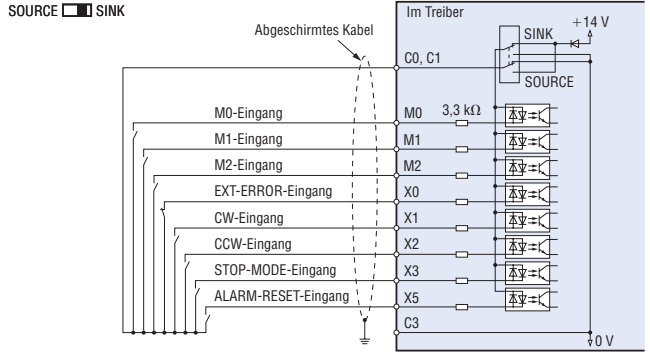 SOURCE SINK
Im Treiber
Abgeschirmtes Kabel
+14 V
SINK
C0, C1
SOURCE
M0-Eingang M0 3,3 kΩ
M1-Eingang M1
M2-Eingang M2
EXT-ERROR-Eingang X0
CW-Eingang X1
CCW-Eingang X2
STOP-MODE-Eingang X3
ALARM-RESET-Eingang X5
C3
0 V